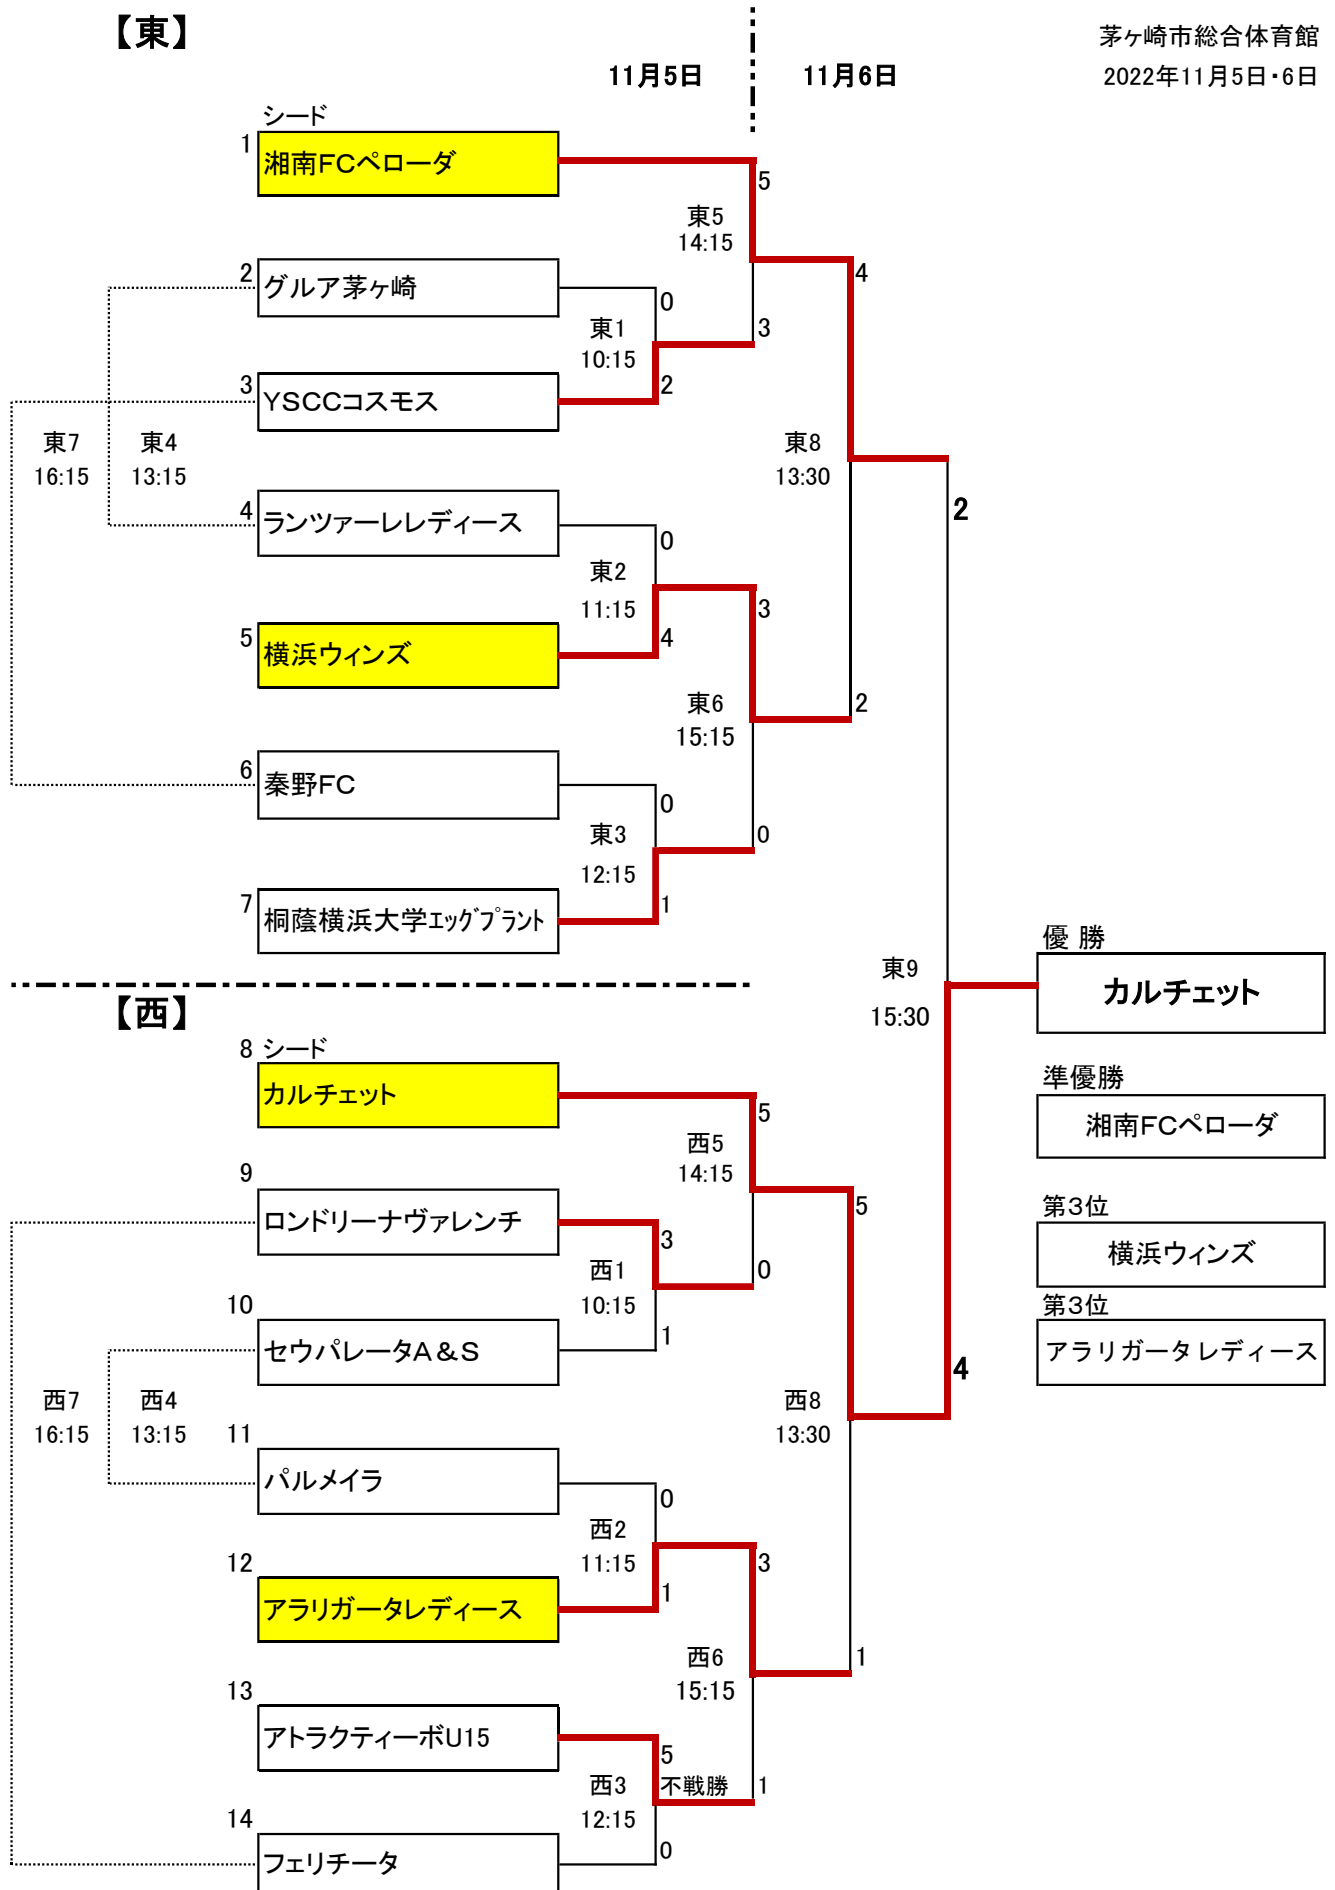 【東】
茅ヶ崎市総合体育館
11月5日
11月6日
2022年11月5日・6日
シード
1
湘南FCペローダ
5
東5
14:15
2
グルア茅ヶ崎
4
0
東1
10:15
3
3
YSCCコスモス
2
東7
16:15
東4
13:15
東8
13:30
4
ランツァーレレディース
2
0
東2
11:15
3
5
横浜ウィンズ
4
東6
15:15
2
6
秦野FC
0
東3
12:15
0
7
桐蔭横浜大学エッグプラント
1
優 勝
カルチェット
東9
15:30
【西】
8 シード
カルチェット
5
準優勝
湘南FCペローダ
西5
14:15
9
ロンドリーナヴァレンチ
5
第3位
横浜ウィンズ
3
西1
10:15
0
10
セウパレータA&S
1
第3位
アラリガータレディース
4
西7
16:15
西4
13:15
西8
13:30
11
パルメイラ
0
西2
11:15
3
12
アラリガータレディース
1
西6
15:15
1
13
アトラクティーボU15
5
西3
12:15
不戦勝
1
14
フェリチータ
0